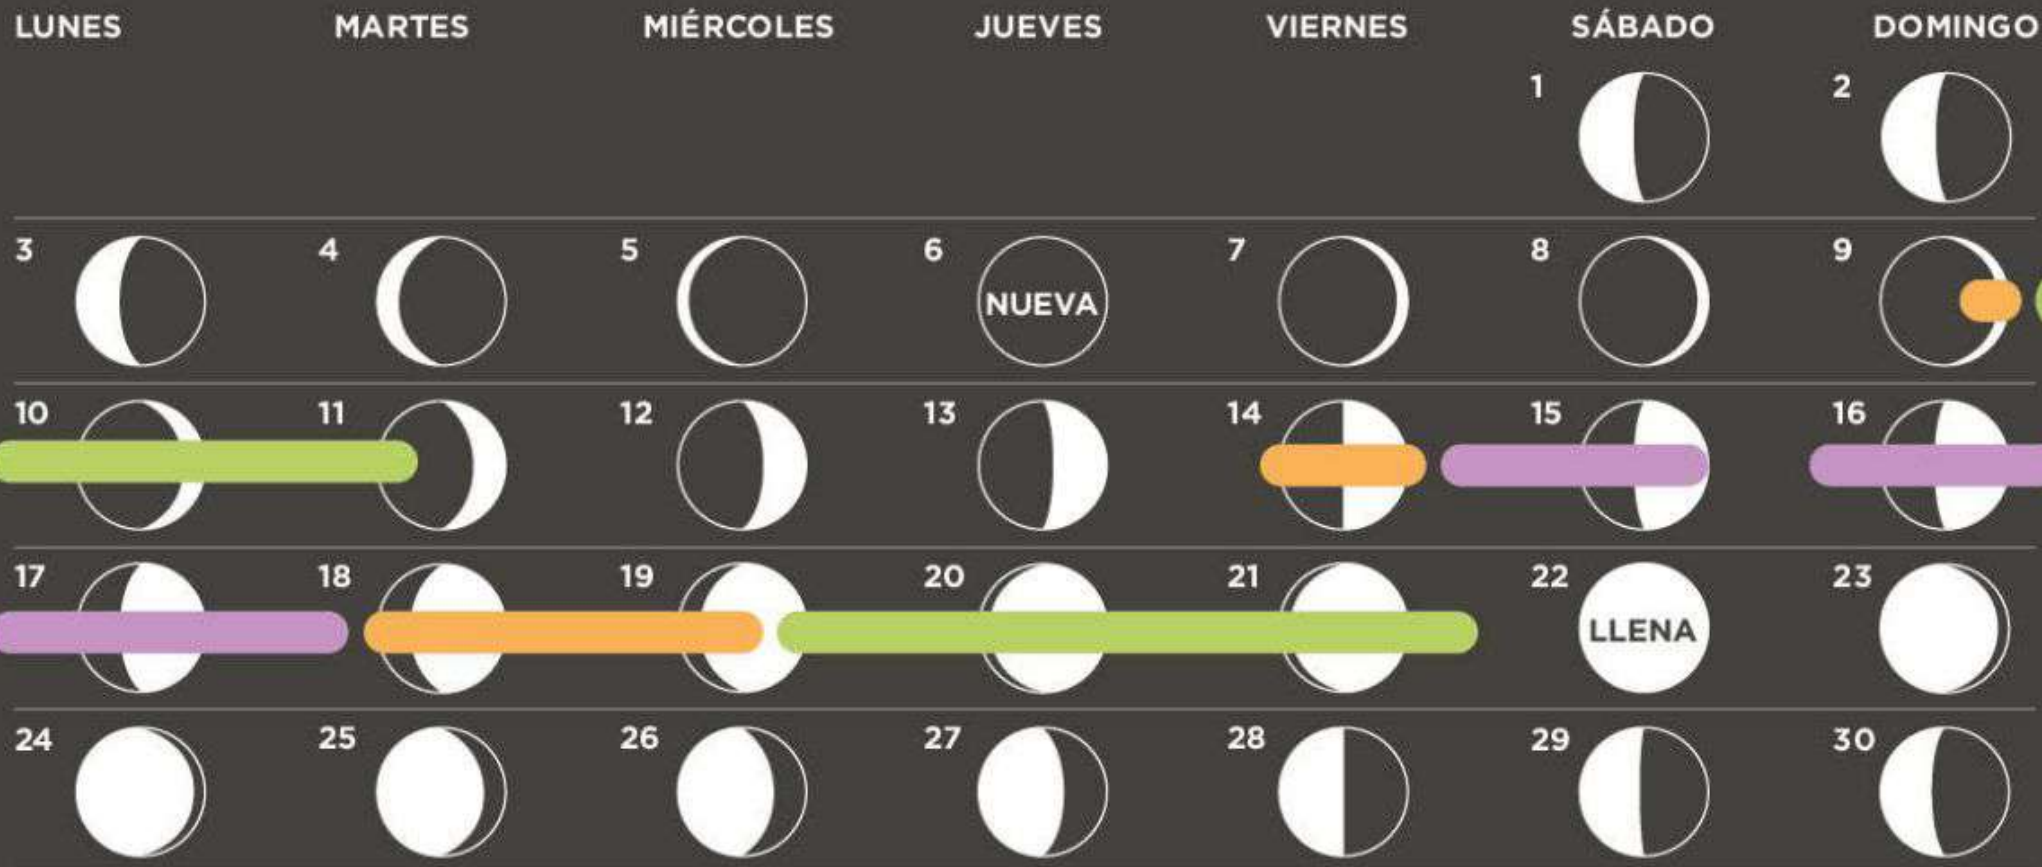 LUNES MARTES MIÉRCOLES JUEVES VIERNES SÁBADO DOMINGO
1 2
3 4 5 6 7 8 9
NUEVA
10 11 12 13 14 15 16
17 18 19 20 21 22 23
LLENA
24 25 26 27 28 29 30